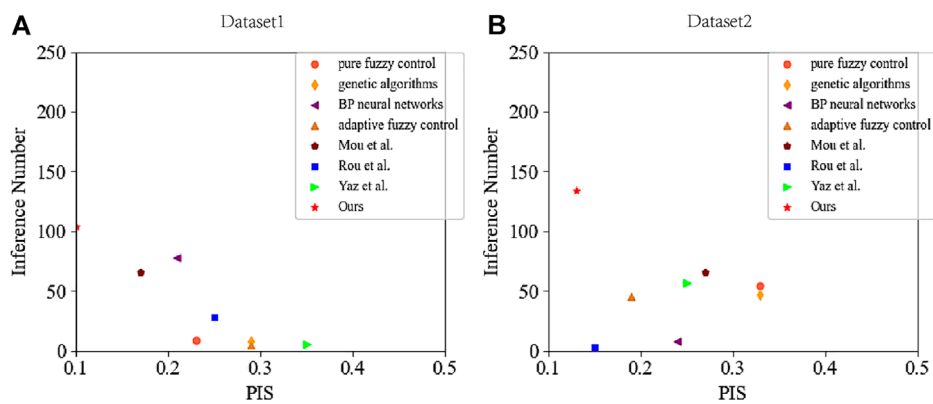 A
Dataset1
250
200
150
100
50
0
Inference Number
0.1 0.2 0.3 0.4 0.5
PIS
pure fuzzy control
genetic algorithms
BP neural networks
adaptive fuzzy control
Mou et al.
Rou et al.
Yaz et al.
Ours
B
Dataset2
250
200
150
100
50
0
Inference Number
0.1 0.2 0.3 0.4 0.5
PIS
pure fuzzy control
genetic algorithms
BP neural networks
adaptive fuzzy control
Mou et al.
Rou et al.
Yaz et al.
Ours